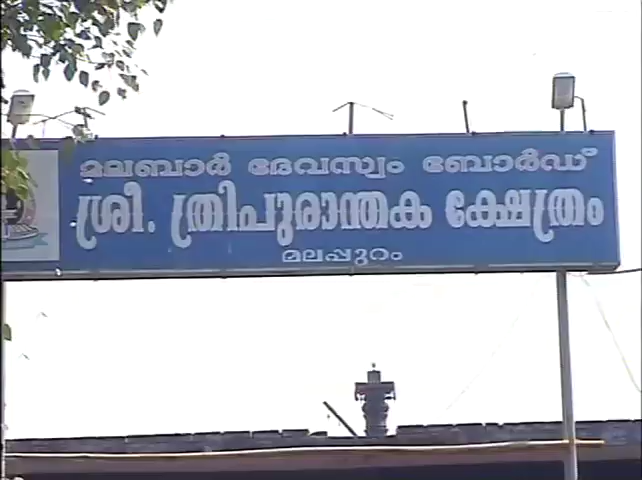 മലബാർ ദേവസ്വം ബോർഡ്
ശ്രീ. ത്രിപുരാന്തക ക്ഷേത്രം
മലപ്പുറം